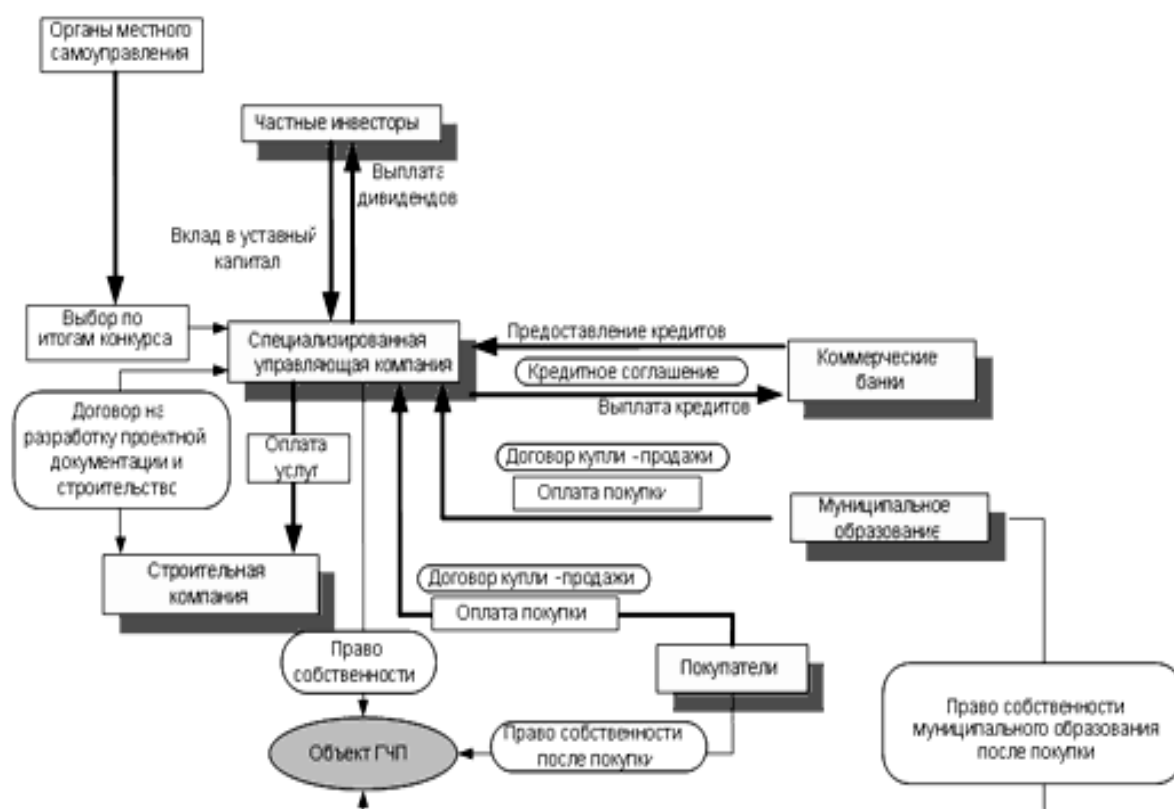 Органы местного
самоуправления
Частные инвесторы
Выплата
дивидендов
Вклад в уставный
капитал
Выбор по
итогам конкурса
Специализированная
управляющая компания
Предоставление кредитов
Кредитное соглашение
Выплата кредитов
Коммерческие
банки
Договор на
разработку проектной
документации и
строительство
Оплата
услуг
Договор купли -продажи
Оплата покупки
Муниципальное
образование
Строительная
компания
Договор купли -продажи
Оплата покупки
Право
собственности
Покупатели
Право собственности
муниципального образования
после покупки
Объект ГЧП
Право собственности
после покупки